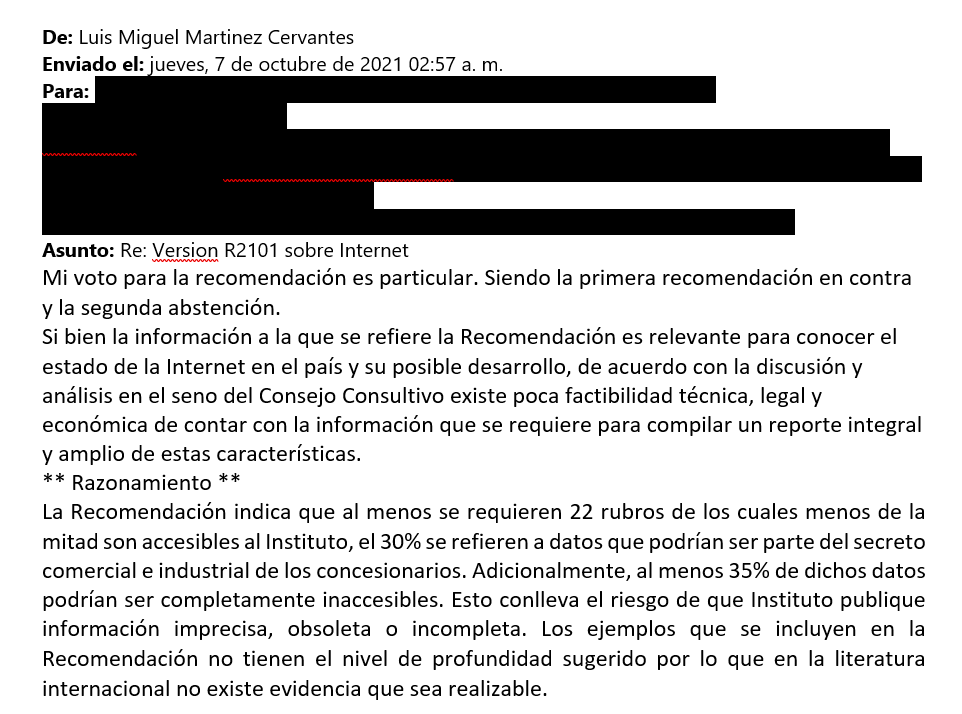 De: Luis Miguel Martinez Cervantes
Enviado el: jueves, 7 de octubre de 2021 02:57 a. m.
Para:
Asunto: Re: Version R2101 sobre Internet
Mi voto para la recomendación es particular. Siendo la primera recomendación en contra
y la segunda abstención.
Si bien la información a la que se refiere la Recomendación es relevante para conocer el
estado de la Internet en el país y su posible desarrollo, de acuerdo con la discusión y
análisis en el seno del Consejo Consultivo existe poca factibilidad técnica, legal y
económica de contar con la información que se requiere para compilar un reporte integral
y amplio de estas características.
** Razonamiento **
La Recomendación indica que al menos se requieren 22 rubros de los cuales menos de la
mitad son accesibles al Instituto, el 30% se refieren a datos que podrían ser parte del secreto
comercial e industrial de los concesionarios. Adicionalmente, al menos 35% de dichos datos
podrían ser completamente inaccesibles. Esto conlleva el riesgo de que Instituto publique
información imprecisa, obsoleta o incompleta. Los ejemplos que se incluyen en la
Recomendación no tienen el nivel de profundidad sugerido por lo que en la literatura
internacional no existe evidencia que sea realizable.